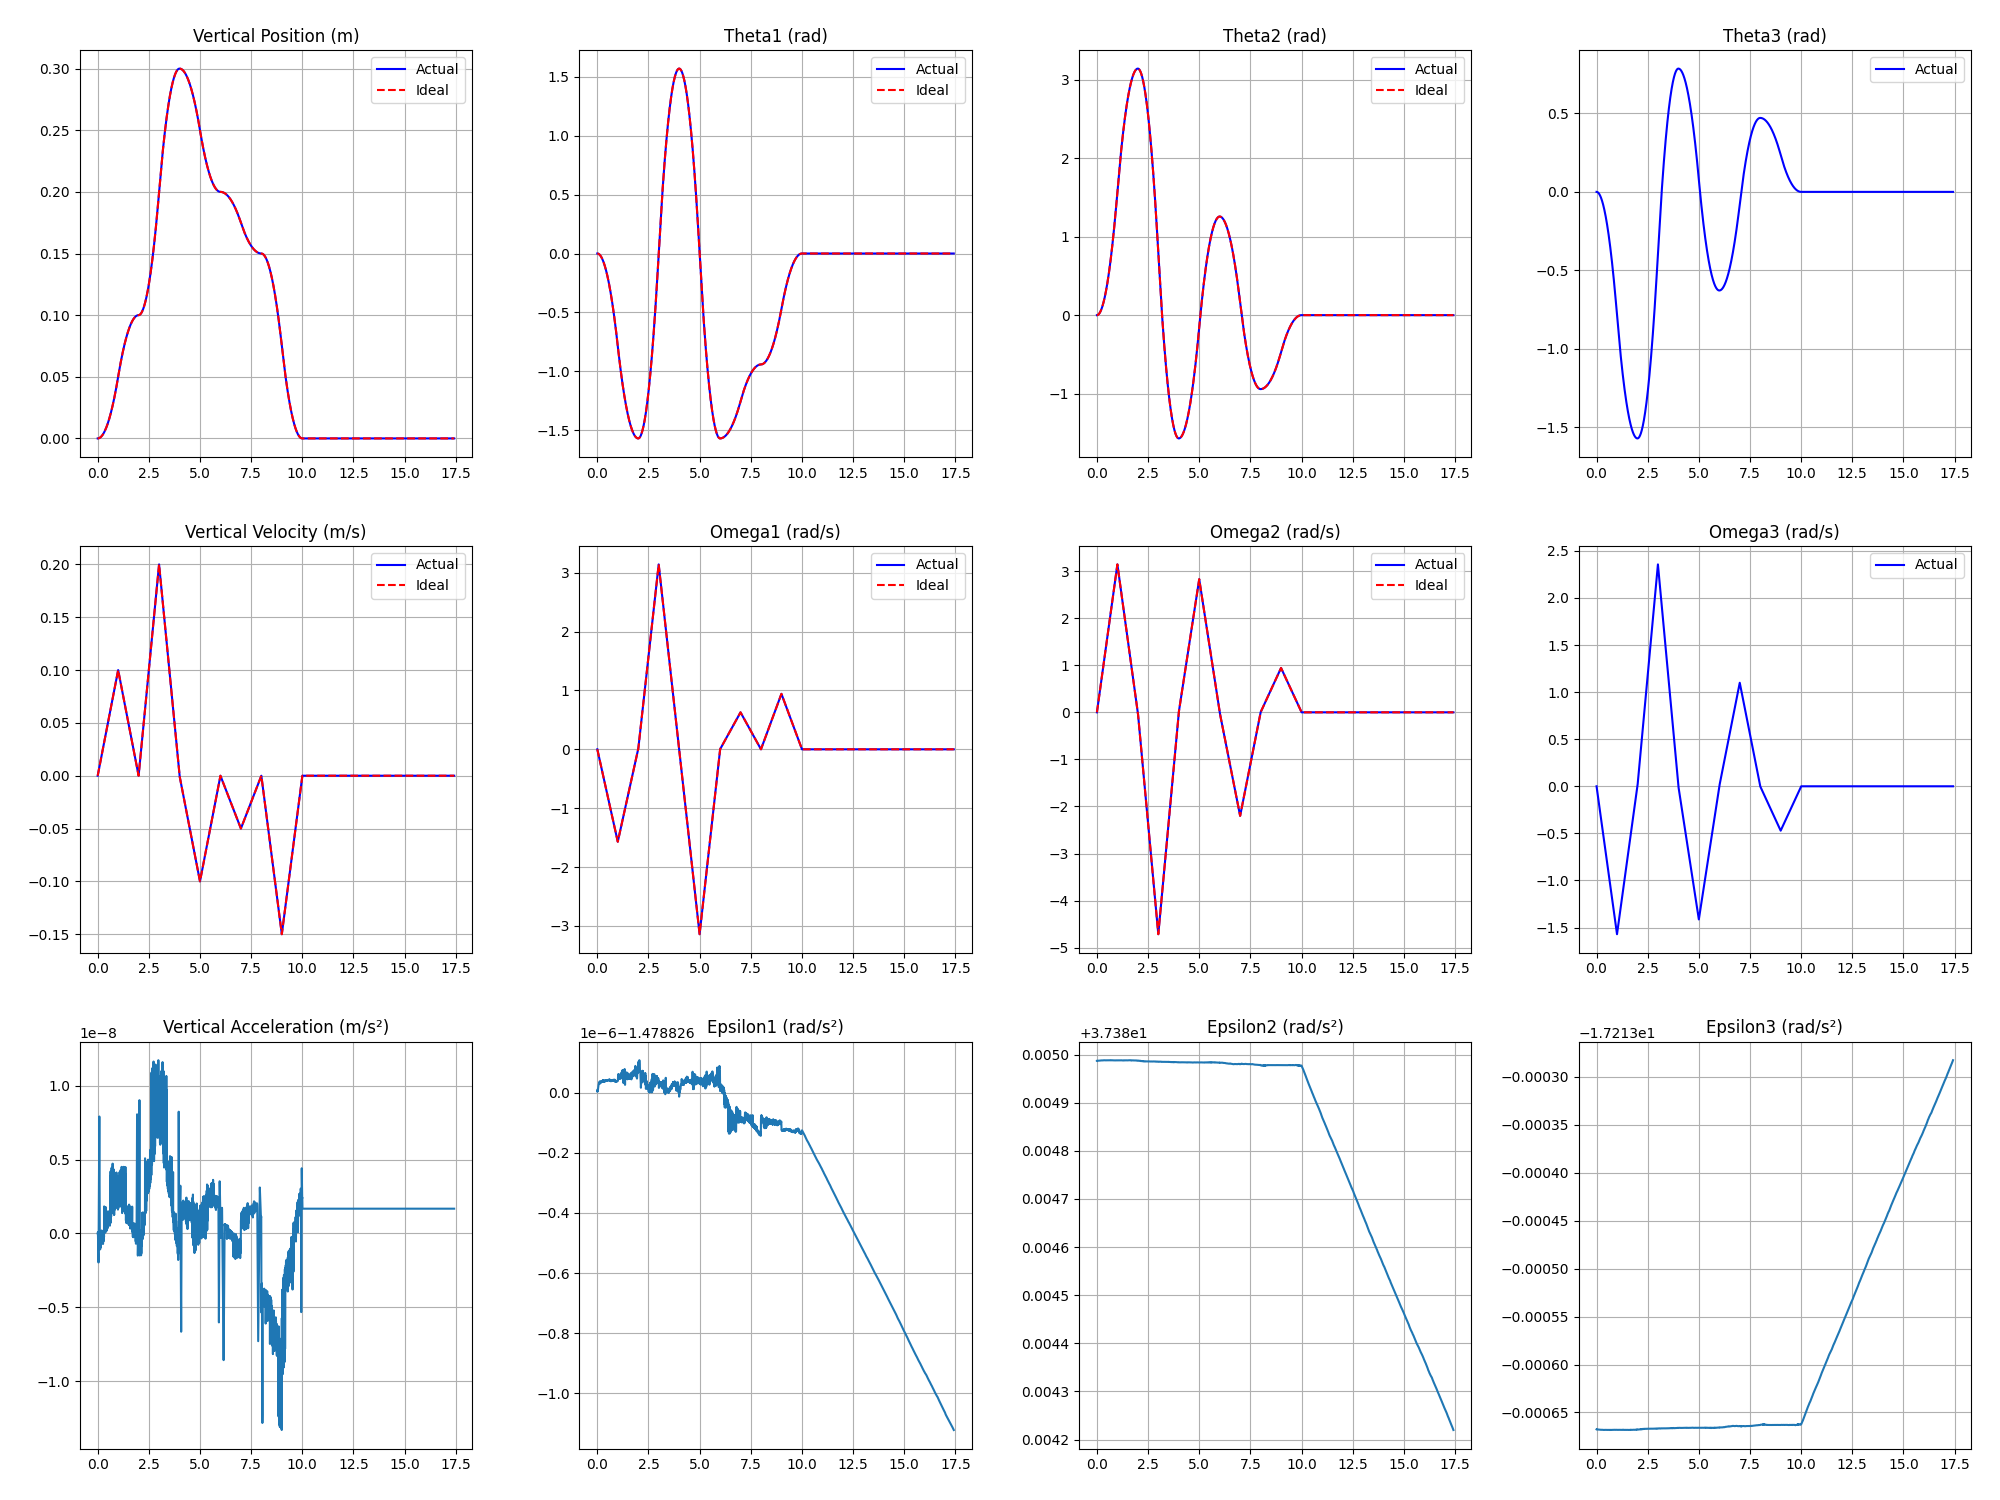 Vertical Position (m)
0.30
0.25
0.20
0.15
0.10
0.05
0.00
Actual
Ideal
0.0 2.5 5.0 7.5 10.0 12.5 15.0 17.5
Theta1 (rad)
1.5
1.0
0.5
0.0
−0.5
−1.0
−1.5
Actual
Ideal
0.0 2.5 5.0 7.5 10.0 12.5 15.0 17.5
Theta2 (rad)
3
2
1
0
−1
Actual
Ideal
0.0 2.5 5.0 7.5 10.0 12.5 15.0 17.5
Theta3 (rad)
0.5
0.0
−0.5
−1.0
−1.5
Actual
0.0 2.5 5.0 7.5 10.0 12.5 15.0 17.5
Vertical Velocity (m/s)
0.20
0.15
0.10
0.05
0.00
−0.05
−0.10
−0.15
Actual
Ideal
0.0 2.5 5.0 7.5 10.0 12.5 15.0 17.5
Omega1 (rad/s)
3
2
1
0
−1
−2
−3
Actual
Ideal
0.0 2.5 5.0 7.5 10.0 12.5 15.0 17.5
Omega2 (rad/s)
3
2
1
0
−1
−2
−3
−4
−5
Actual
Ideal
0.0 2.5 5.0 7.5 10.0 12.5 15.0 17.5
Omega3 (rad/s)
2.5
2.0
1.5
1.0
0.5
0.0
−0.5
−1.0
−1.5
Actual
0.0 2.5 5.0 7.5 10.0 12.5 15.0 17.5
Vertical Acceleration (m/s²)
1e−8
1.0
0.5
0.0
−0.5
−1.0
0.0 2.5 5.0 7.5 10.0 12.5 15.0 17.5
Epsilon1 (rad/s²)
1e−6−1.478826
0.0
−0.2
−0.4
−0.6
−0.8
−1.0
0.0 2.5 5.0 7.5 10.0 12.5 15.0 17.5
Epsilon2 (rad/s²)
+3.738e1
0.0050
0.0049
0.0048
0.0047
0.0046
0.0045
0.0044
0.0043
0.0042
0.0 2.5 5.0 7.5 10.0 12.5 15.0 17.5
Epsilon3 (rad/s²)
−1.7213e1
−0.00030
−0.00035
−0.00040
−0.00045
−0.00050
−0.00055
−0.00060
−0.00065
0.0 2.5 5.0 7.5 10.0 12.5 15.0 17.5